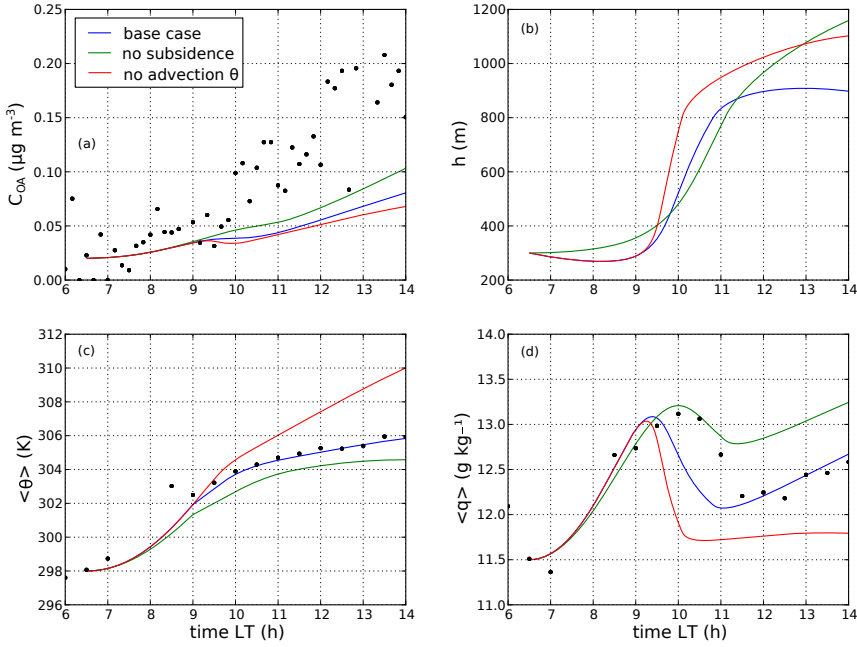 base case
no subsidence
no advection θ
(a)
C_OA (µg m⁻³)
0.25
0.20
0.15
0.10
0.05
0.00
6 7 8 9 10 11 12 13 14
(b)
h (m)
1200
1000
800
600
400
200
6 7 8 9 10 11 12 13 14
(c)
<θ> (K)
312
310
308
306
304
302
300
298
296
6 7 8 9 10 11 12 13 14
time LT (h)
(d)
<q> (g kg⁻¹)
14.0
13.5
13.0
12.5
12.0
11.5
11.0
6 7 8 9 10 11 12 13 14
time LT (h)